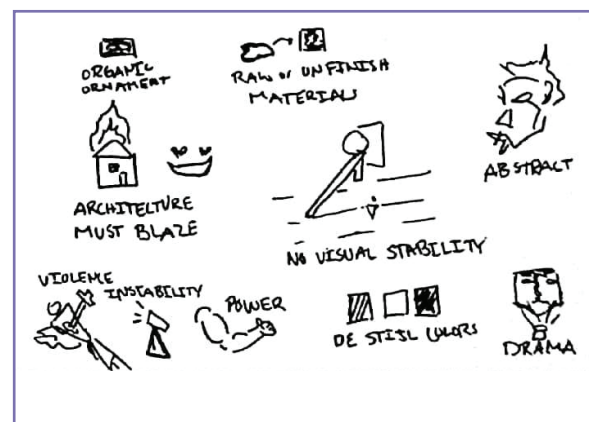 ORGANIC
ORNAMENT
RAW or UNFINISH
MATERIALS
ABSTRACT
ARCHITECTURE
MUST BLAZE
NO VISUAL STABILITY
VIOLENCE
INSTABILITY
POWER
DE STIJL COLORS
DRAMA